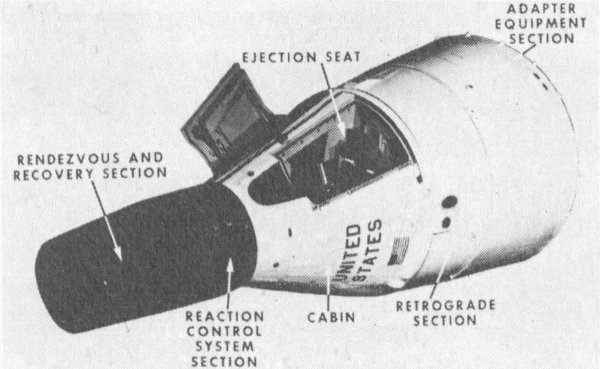 ADAPTER
EQUIPMENT
SECTION
EJECTION SEAT
RENDEZVOUS AND
RECOVERY SECTION
UNITED
STATES
REACTION
CONTROL
SYSTEM
SECTION
CABIN
RETROGRADE
SECTION